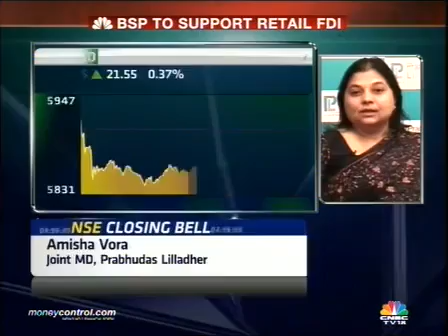 BSP TO SUPPORT RETAIL FDI
21.55 0.37%
5947
5831
NSE CLOSING BELL
Amisha Vora
Joint MD, Prabhudas Lilladher
moneycontrol.com
CNBC
TV18